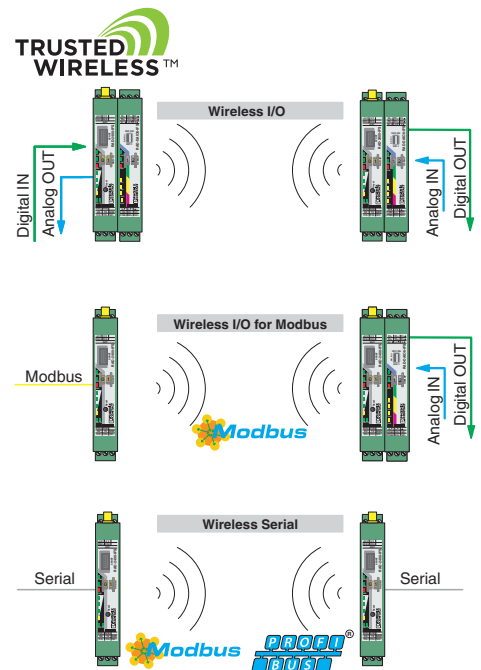 TRUSTED
WIRELESS™
Wireless I/O
Digital IN
Analog OUT
Analog IN
Digital OUT
Wireless I/O for Modbus
Modbus
Modbus
Analog IN
Digital OUT
Wireless Serial
Serial
Serial
Modbus
PROFI®
BUS